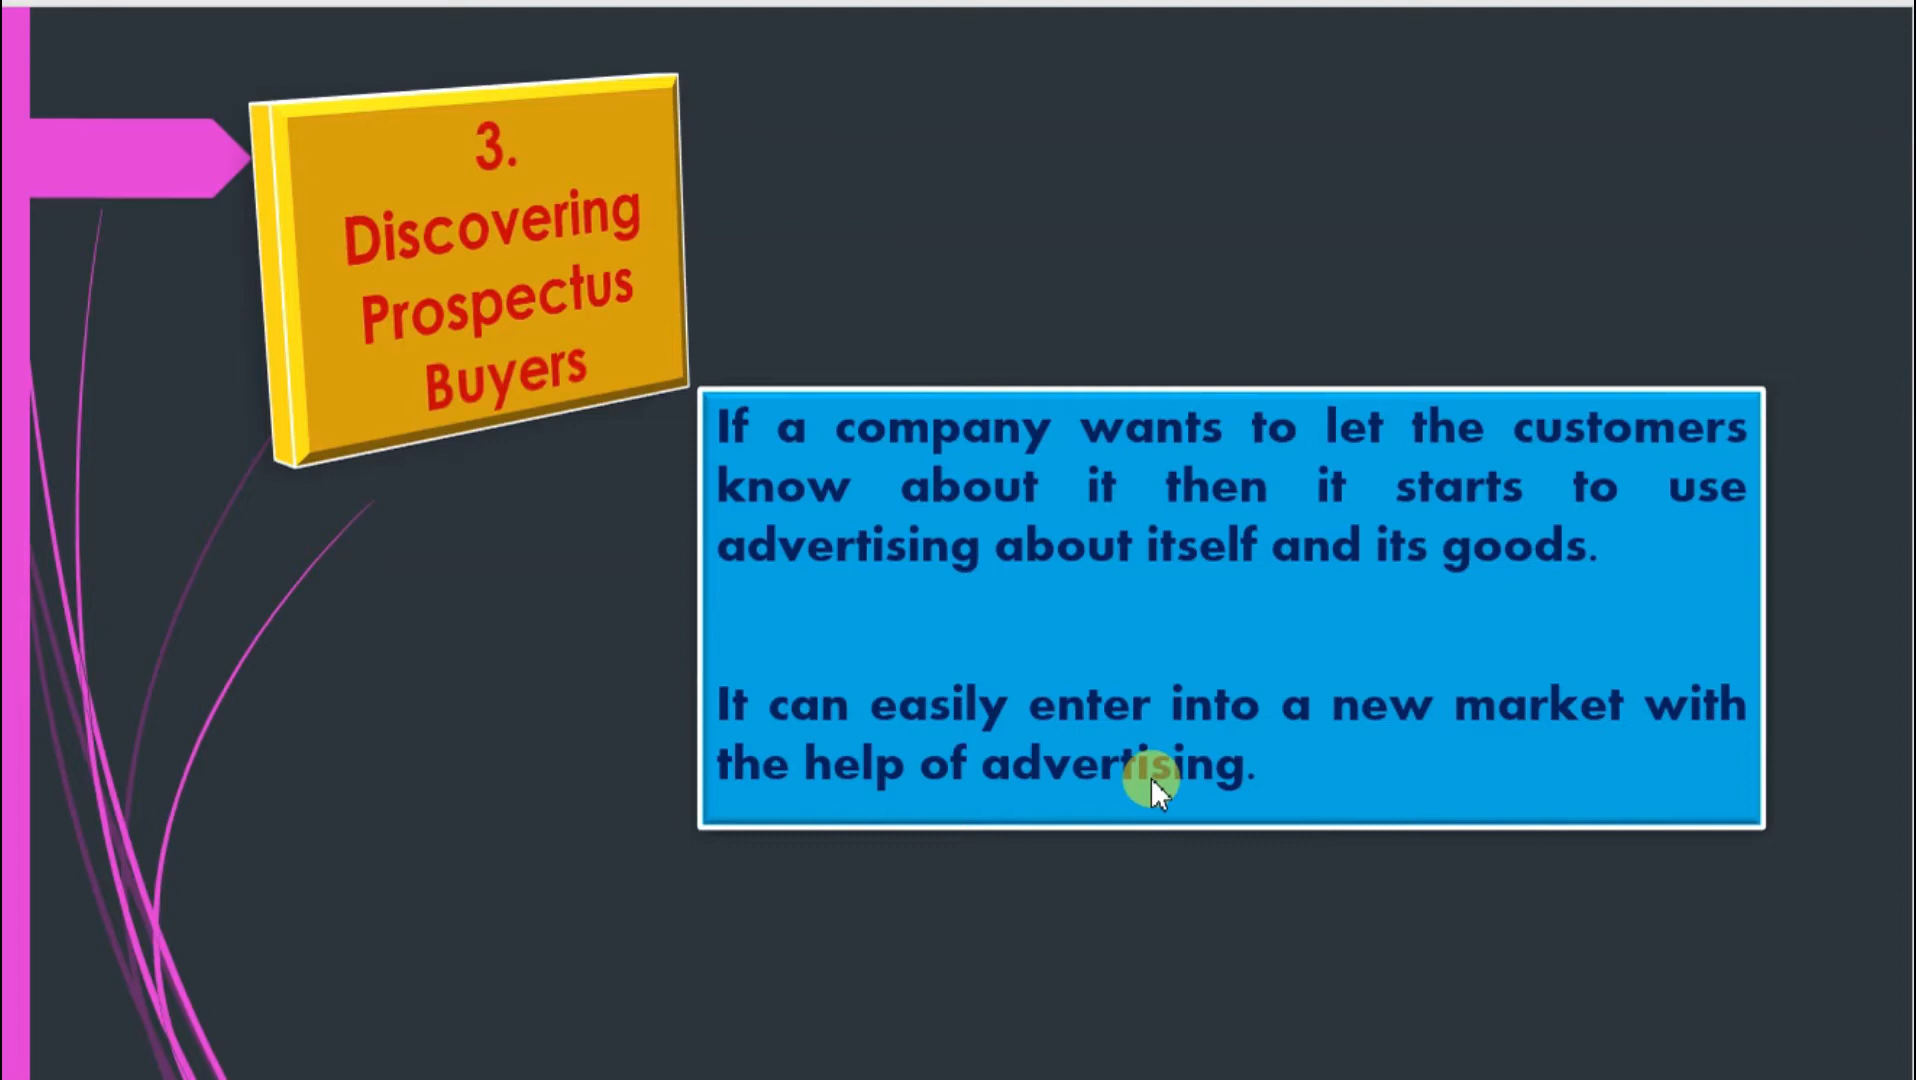 3.
Discovering
Prospectus
Buyers
If a company wants to let the customers
know about it then it starts to use
advertising about itself and its goods.
It can easily enter into a new market with
the help of advertising.